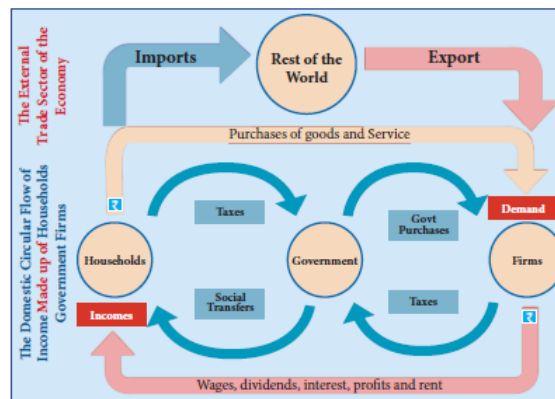 The External
Trade Sector of the
Economy
Imports
Rest of the
World
Export
Purchases of goods and Service
The Domestic Circular Flow of
Income Made up of Households
Government Firms
₹
Taxes
Govt
Purchases
Demand
Households
Government
Firms
Incomes
Social
Transfers
Taxes
₹
Wages, dividends, interest, profits and rent